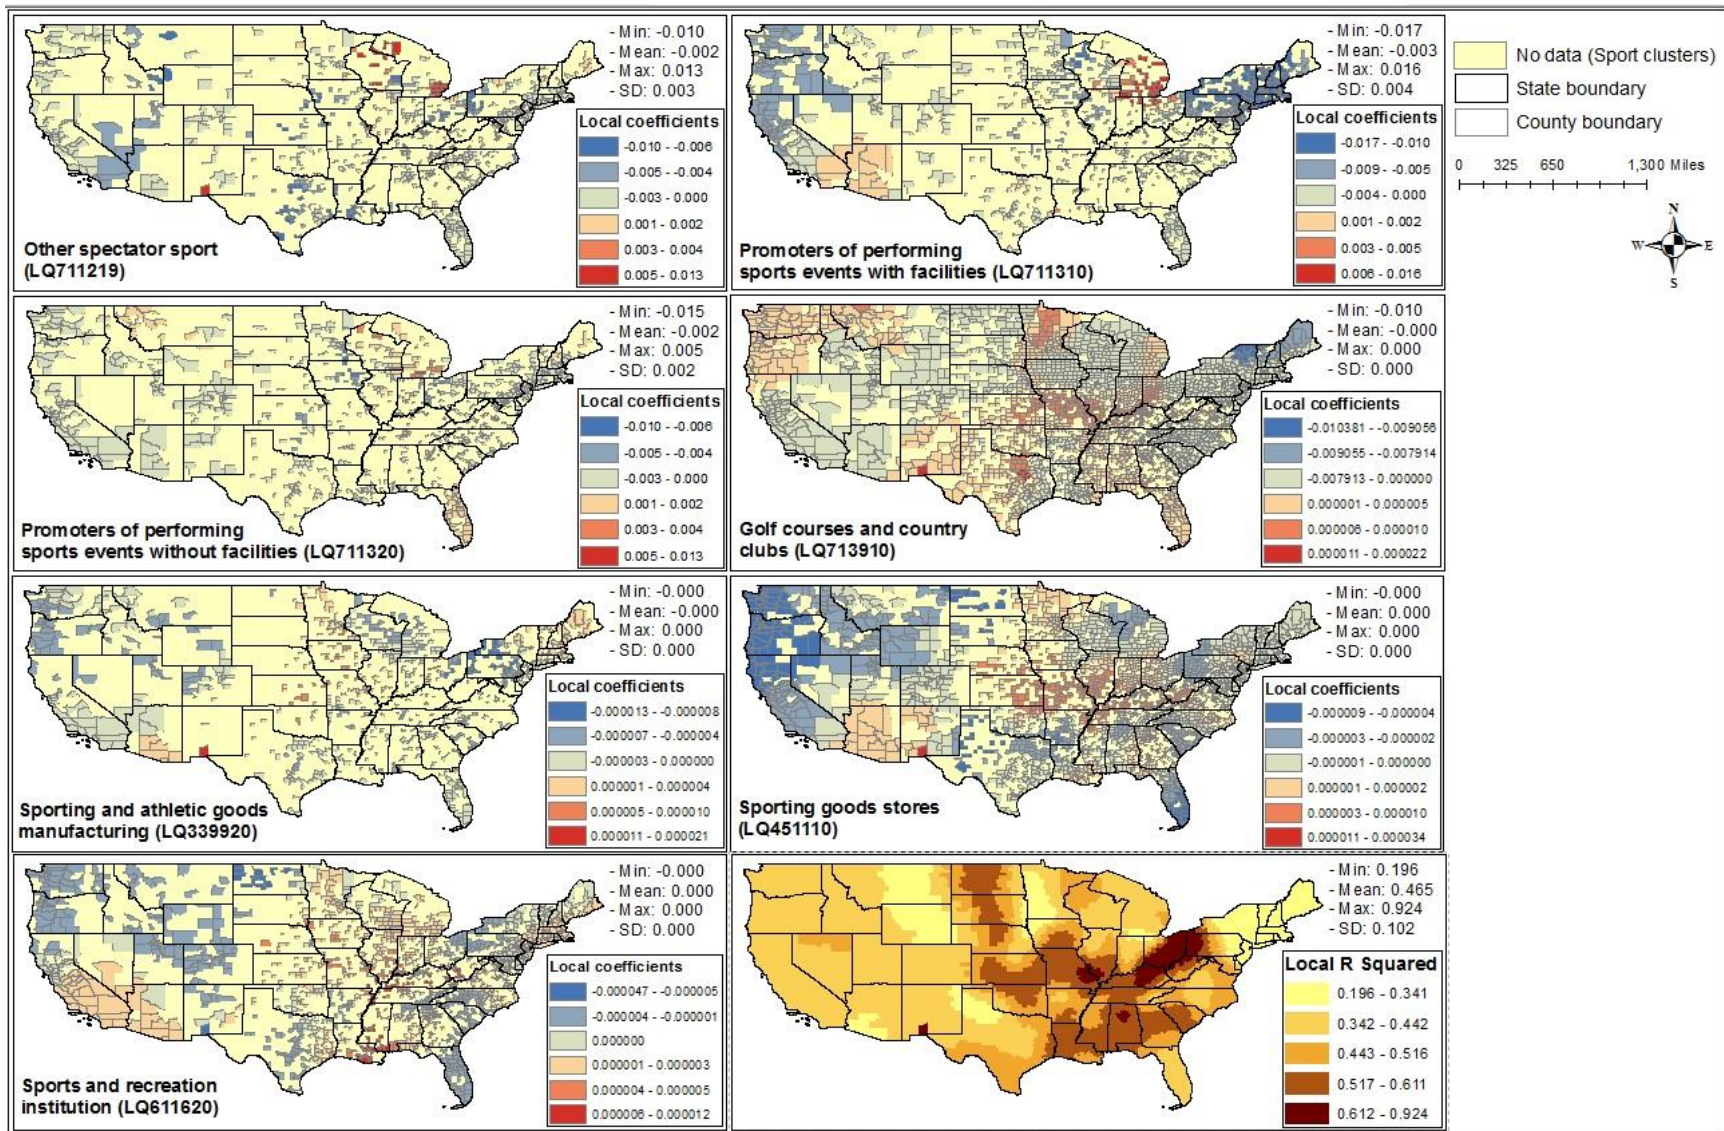 - Min: -0.010
- Mean: -0.002
- Max: 0.013
- SD: 0.003
Local coefficients
-0.010 - -0.006
-0.005 - -0.004
-0.003 - 0.000
0.001 - 0.002
0.003 - 0.004
0.005 - 0.013
Other spectator sport
(LQ711219)
- Min: -0.017
- Mean: -0.003
- Max: 0.016
- SD: 0.004
Local coefficients
-0.017 - -0.010
-0.009 - -0.005
-0.004 - 0.000
0.001 - 0.002
0.003 - 0.005
0.006 - 0.016
Promoters of performing
sports events with facilities (LQ711310)
No data (Sport clusters)
State boundary
County boundary
0 325 650 1,300 Miles
N
W E
S
- Min: -0.015
- Mean: -0.002
- Max: 0.005
- SD: 0.002
Local coefficients
-0.010 - -0.006
-0.005 - -0.004
-0.003 - 0.000
0.001 - 0.002
0.003 - 0.004
0.005 - 0.013
Promoters of performing
sports events without facilities (LQ711320)
- Min: -0.010
- Mean: -0.000
- Max: 0.000
- SD: 0.000
Local coefficients
-0.010381 - -0.009056
-0.009055 - -0.007914
-0.007913 - -0.000000
0.000001 - 0.000005
0.000006 - 0.000010
0.000011 - 0.000022
Golf courses and country
clubs (LQ713910)
- Min: -0.000
- Mean: -0.000
- Max: 0.000
- SD: 0.000
Local coefficients
-0.000013 - -0.000008
-0.000007 - -0.000004
-0.000003 - -0.000000
0.000001 - 0.000004
0.000005 - 0.000010
0.000011 - 0.000021
Sporting and athletic goods
manufacturing (LQ339920)
- Min: -0.000
- Mean: 0.000
- Max: 0.000
- SD: 0.000
Local coefficients
-0.000009 - -0.000004
-0.000003 - -0.000002
-0.000001 - -0.000000
0.000001 - 0.000002
0.000003 - 0.000010
0.000011 - 0.000034
Sporting goods stores
(LQ451110)
- Min: -0.000
- Mean: 0.000
- Max: 0.000
- SD: 0.000
Local coefficients
-0.000047 - -0.000005
-0.000004 - -0.000001
0.000000
0.000001 - 0.000003
0.000004 - 0.000005
0.000006 - 0.000012
Sports and recreation
institution (LQ611620)
- Min: 0.196
- Mean: 0.465
- Max: 0.924
- SD: 0.102
Local R Squared
0.196 - 0.341
0.342 - 0.442
0.443 - 0.516
0.517 - 0.611
0.612 - 0.924